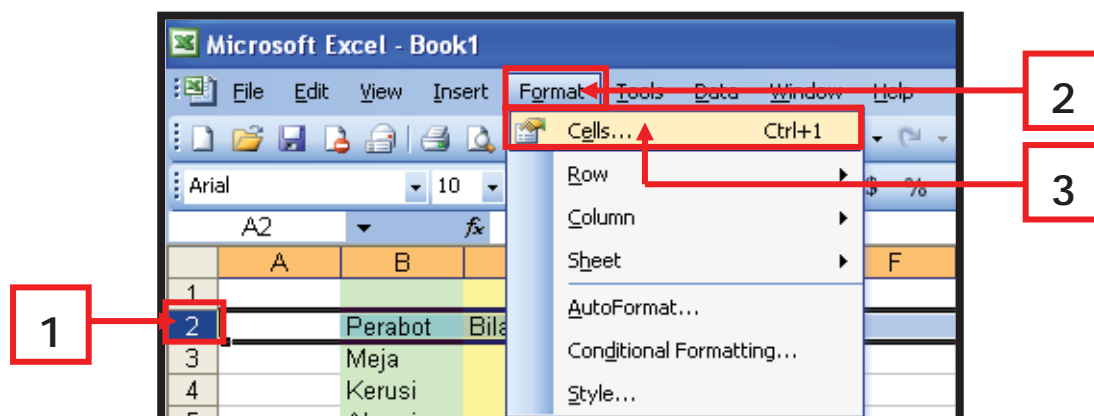 Microsoft Excel - Book1
File Edit View Insert Format Tools Data Window Help
2
Cells... Ctrl+1
Arial 10 $ %
Row
3
A2 fx
Column
A B F
Sheet
1
AutoFormat...
1
2 Perabot Bila
3 Meja
Conditional Formatting...
4 Kerusi
Style...